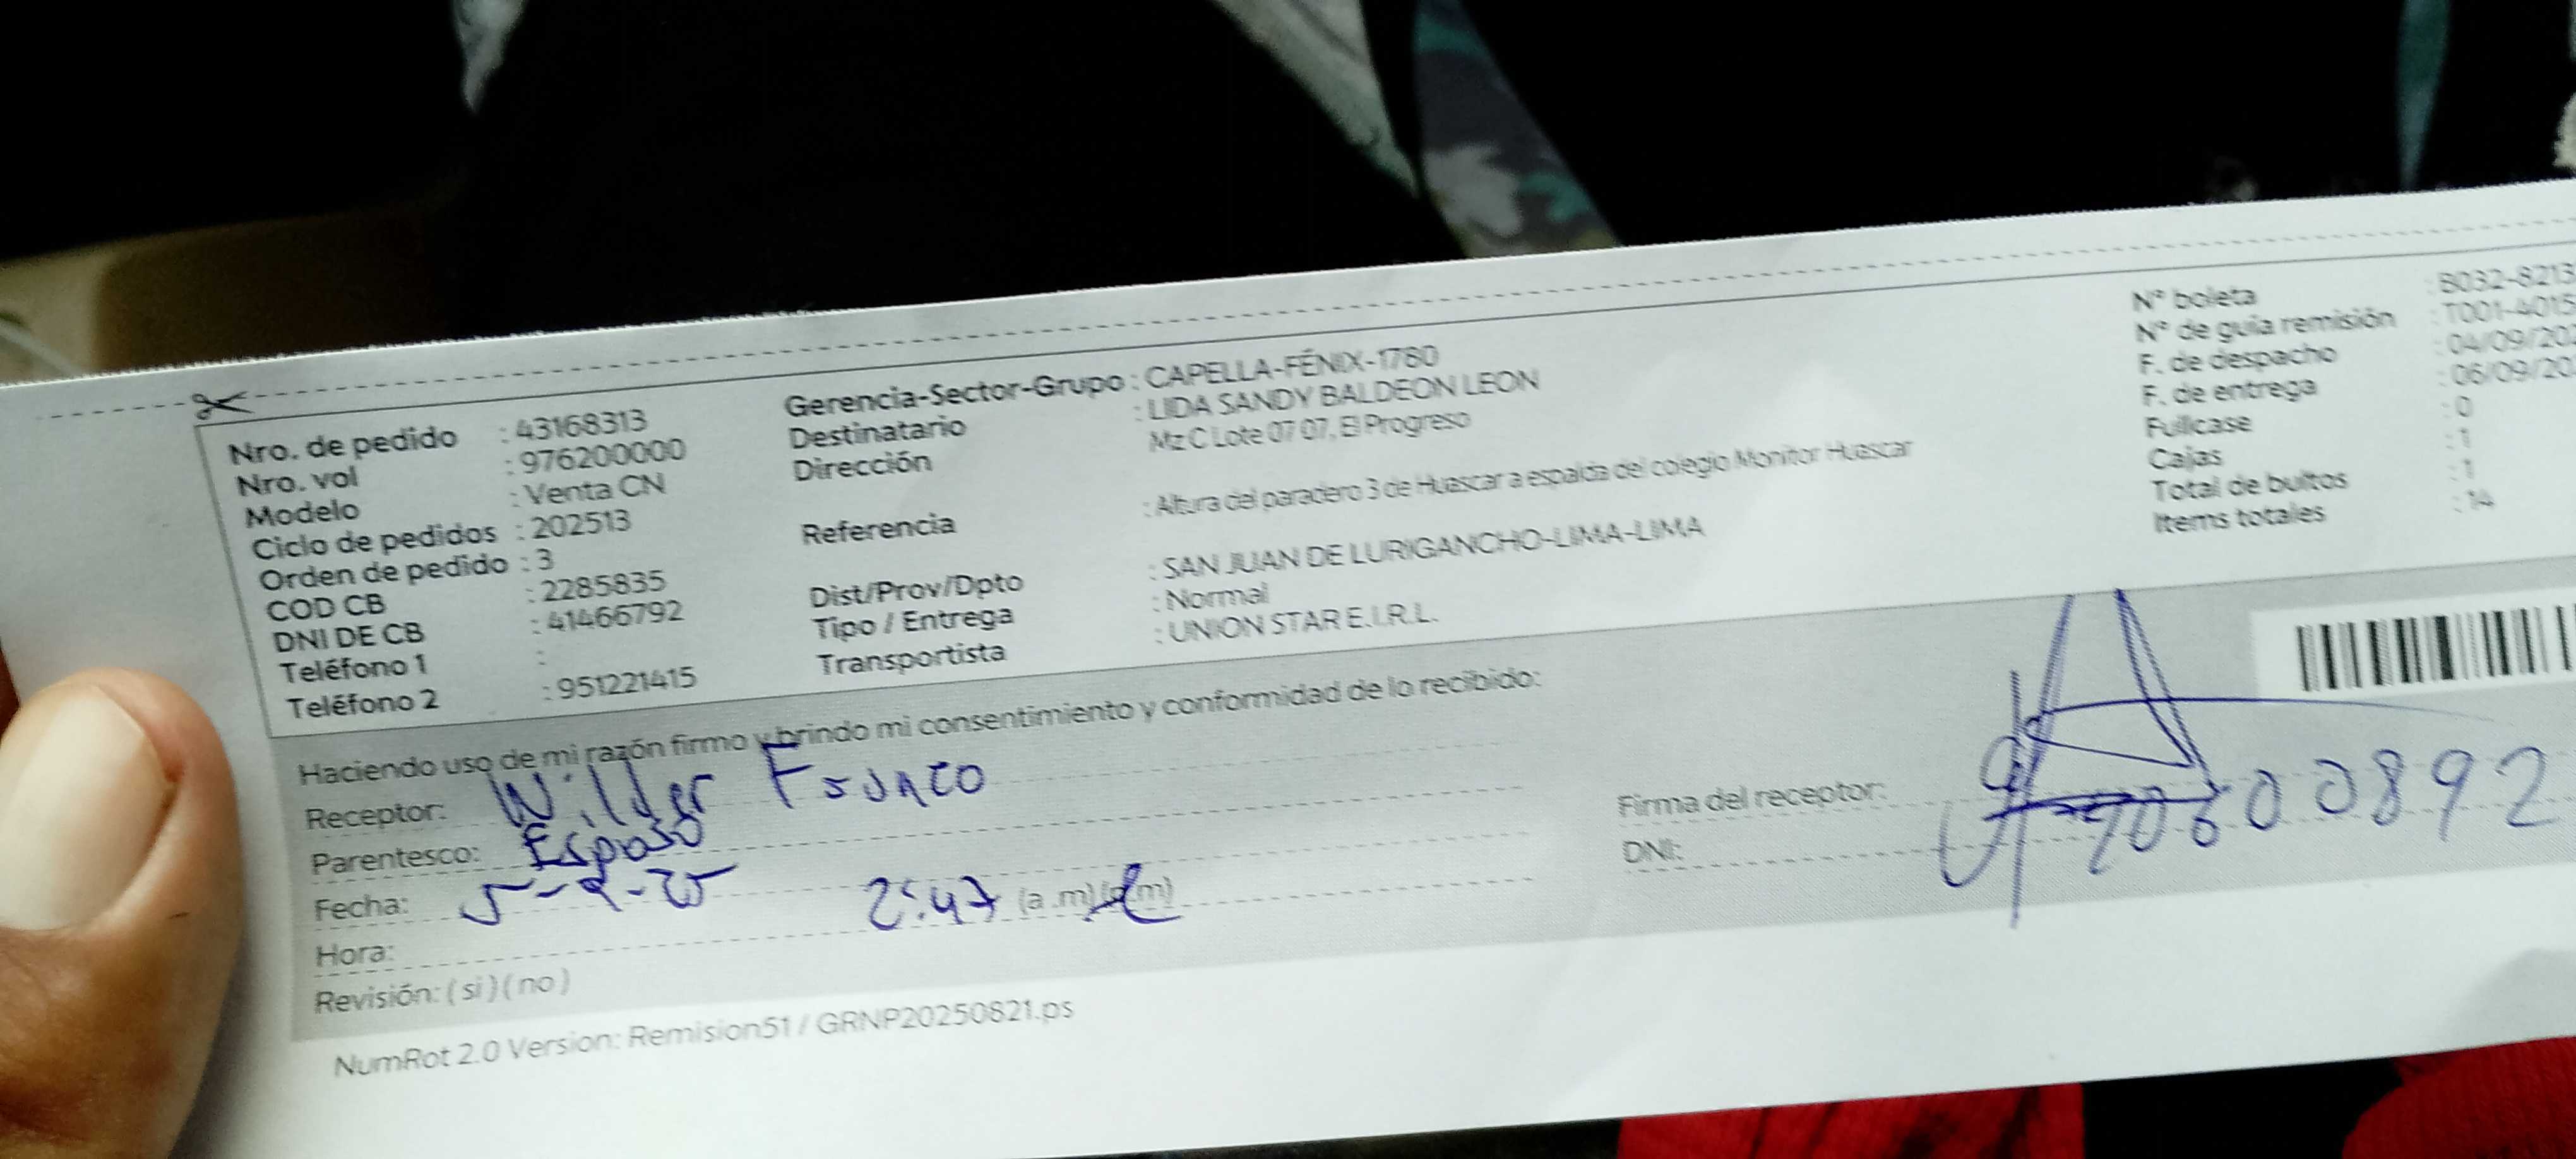 Nro. de pedido : 43168313
Nro. vol : 976200000
Modelo : Venta CN
Ciclo de pedidos : 202513
Orden de pedido : 3
COD CB : 2285835
DNI DE CB : 41466792
Teléfono 1 :
Teléfono 2 : 951221415
Gerencia-Sector-Grupo : CAPELLA-FÉNIX-1780
Destinatario : LIDA SANDY BALDEON LEON
Dirección Mz C Lote 07 07, El Progreso
Referencia : Altura del paradero 3 de Huascar a espalda del colegio Monitor Huascar
Dist/Prov/Dpto : SAN JUAN DE LURIGANCHO-LIMA-LIMA
Tipo / Entrega : Normal
Transportista : UNION STAR E.I.R.L.
N° boleta : B032-8213
N° de guía remisión : T001-4015
F. de despacho : 04/09/202
F. de entrega : 06/09/202
Fullcase : 0
Cajas : 1
Total de bultos : 1
Items totales : 14
Haciendo uso de mi razón firmo y brindo mi consentimiento y conformidad de lo recibido:
Receptor: Wilder Franco
Parentesco: Esposo
Fecha: 5-9-25
Hora: 2:47 (a.m) (p.m)
Revisión: ( si ) ( no )
Firma del receptor:
DNI: 00892
NumRot 2.0 Version: Remision51 / GRNP20250821.ps